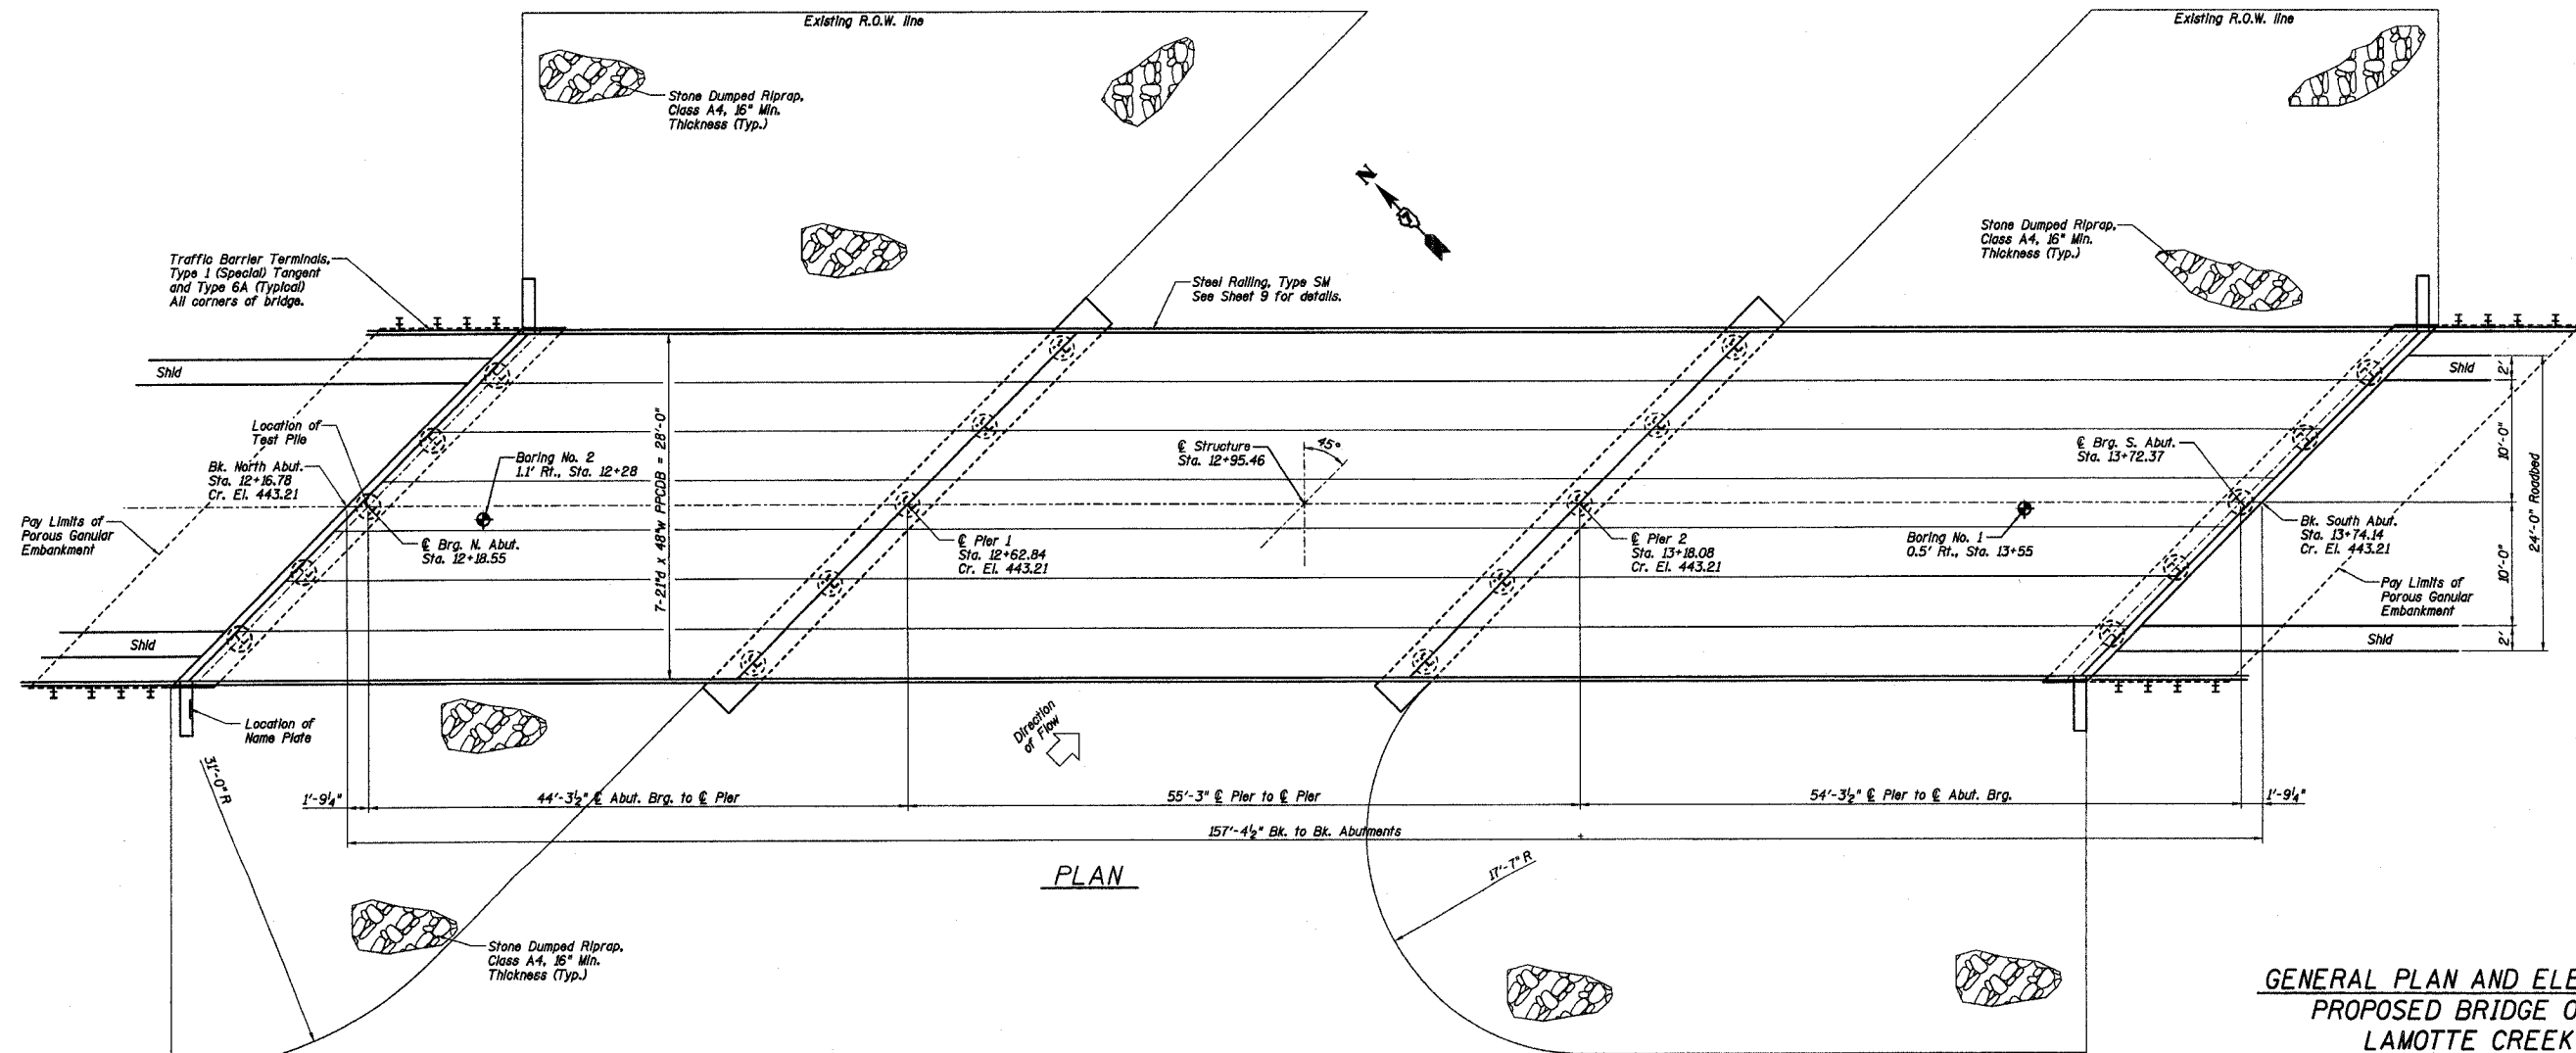 Existing R.O.W. line
Existing R.O.W. line
Stone Dumped Riprap,
Class A4, 16" Min.
Thickness (Typ.)
N
Stone Dumped Riprap,
Class A4, 16" Min.
Thickness (Typ.)
Traffic Barrier Terminals,
Type 1 (Special) Tangent
and Type 6A (Typical)
All corners of bridge.
Steel Railing, Type SM
See Sheet 9 for details.
Shld
Shld
2'
Location of
Test Pile
Bk. North Abut.
Sta. 12+16.78
Cr. El. 443.21
Boring No. 2
1.1' Rt., Sta. 12+28
7-21"d x 48"w PPCDB = 28'-0"
℄ Structure
Sta. 12+95.46
45°
℄ Brg. S. Abut.
Sta. 13+72.37
10'-0"
24'-0" Roadbed
Pay Limits of
Porous Ganular
Embankment
℄ Brg. N. Abut.
Sta. 12+18.55
℄ Pier 1
Sta. 12+62.84
Cr. El. 443.21
℄ Pier 2
Sta. 13+18.08
Cr. El. 443.21
Boring No. 1
0.5' Rt., Sta. 13+55
Bk. South Abut.
Sta. 13+74.14
Cr. El. 443.21
10'-0"
Pay Limits of
Porous Ganular
Embankment
Shld
Shld
2'
Location of
Name Plate
Direction
of Flow
31'-0" R
1'-9¼"
44'-3½" ℄ Abut. Brg. to ℄ Pier
55'-3" ℄ Pier to ℄ Pier
54'-3½" ℄ Pier to ℄ Abut. Brg.
1'-9¼"
157'-4½" Bk. to Bk. Abutments
PLAN
17'-7" R
Stone Dumped Riprap,
Class A4, 16" Min.
Thickness (Typ.)
GENERAL PLAN AND ELE
PROPOSED BRIDGE O
LAMOTTE CREEK